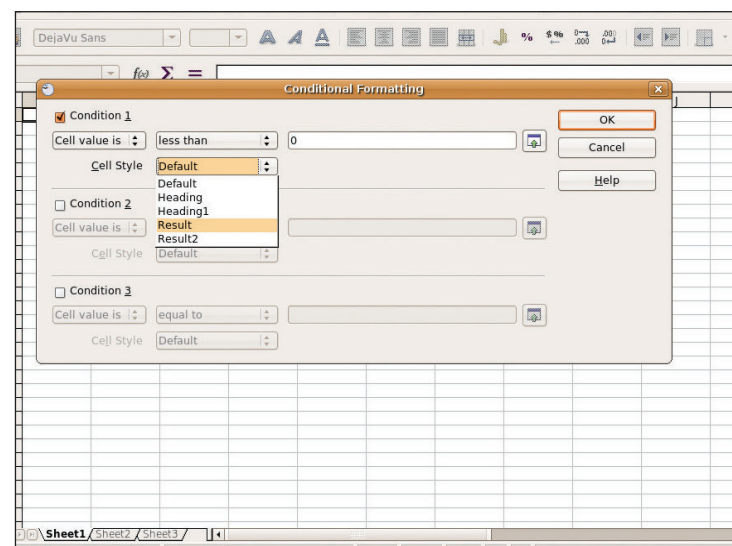 DejaVu Sans
% $% .000 .00
f(x) Σ =
Conditional Formatting
J
Condition 1
OK
Cell value is less than 0
Cancel
Cell Style Default
Help
Default
Heading
Heading1
Result
Result2
Condition 2
Cell value is
Cell Style Default
Condition 3
Cell value is equal to
Cell Style Default
Sheet1 Sheet2 Sheet3